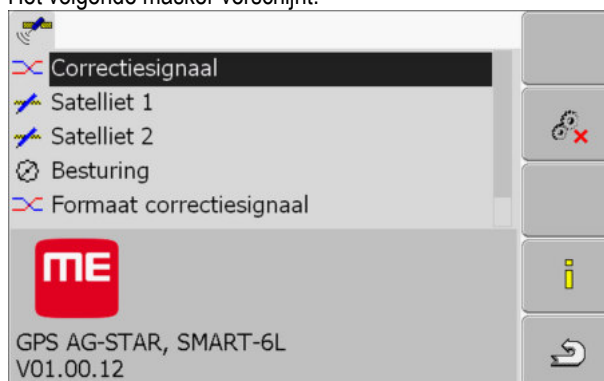 Het volgende masker verschijnt:
Correctiesignaal
Satelliet 1
Satelliet 2
Besturing
Formaat correctiesignaal
ME
GPS AG-STAR, SMART-6L
V01.00.12
i